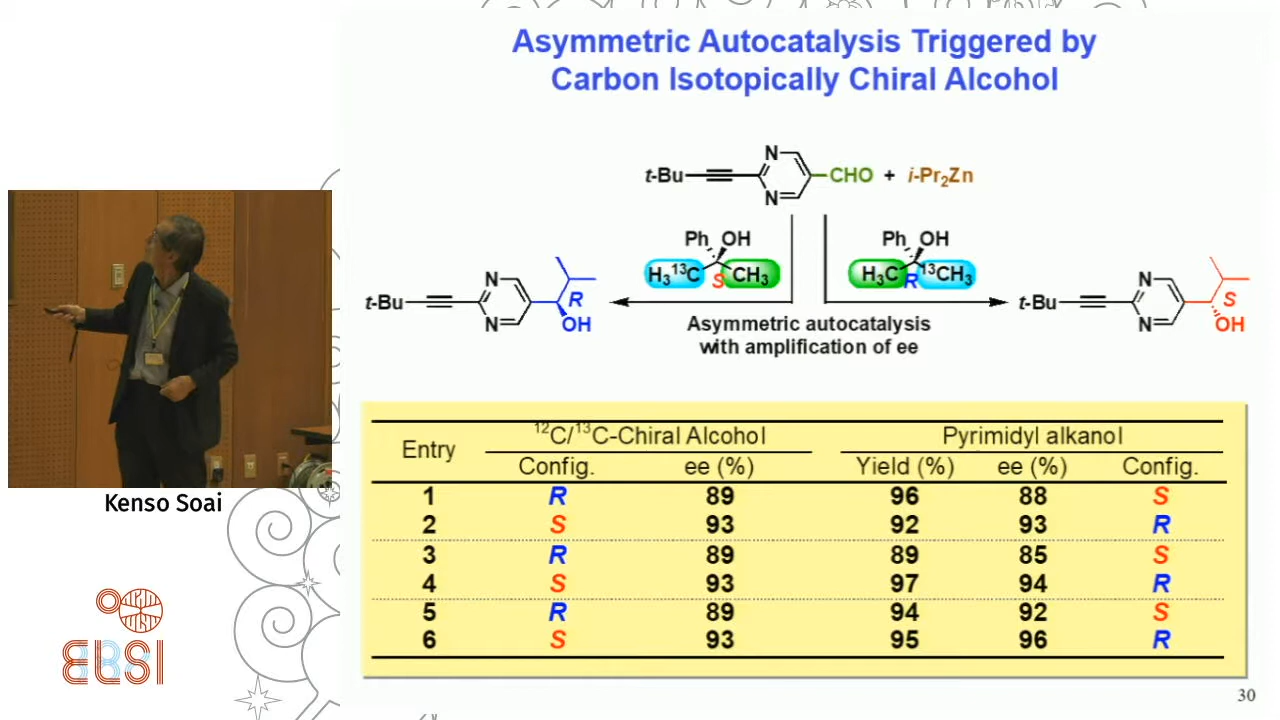 Asymmetric Autocatalysis Triggered by
Carbon Isotopically Chiral Alcohol
t-Bu
N
N
CHO + i-Pr₂Zn
Ph OH
H₃¹³C CH₃
S
Ph OH
H₃C ¹³CH₃
R
t-Bu
N
N
R
OH
Asymmetric autocatalysis
with amplification of ee
t-Bu
N
N
S
OH
Entry ¹²C/¹³C-Chiral Alcohol Pyrimidyl alkanol
Config. ee (%) Yield (%) ee (%) Config.
1 R 89 96 88 S
2 S 93 92 93 R
3 R 89 89 85 S
4 S 93 97 94 R
5 R 89 94 92 S
6 S 93 95 96 R
Kenso Soai
ELSI
30